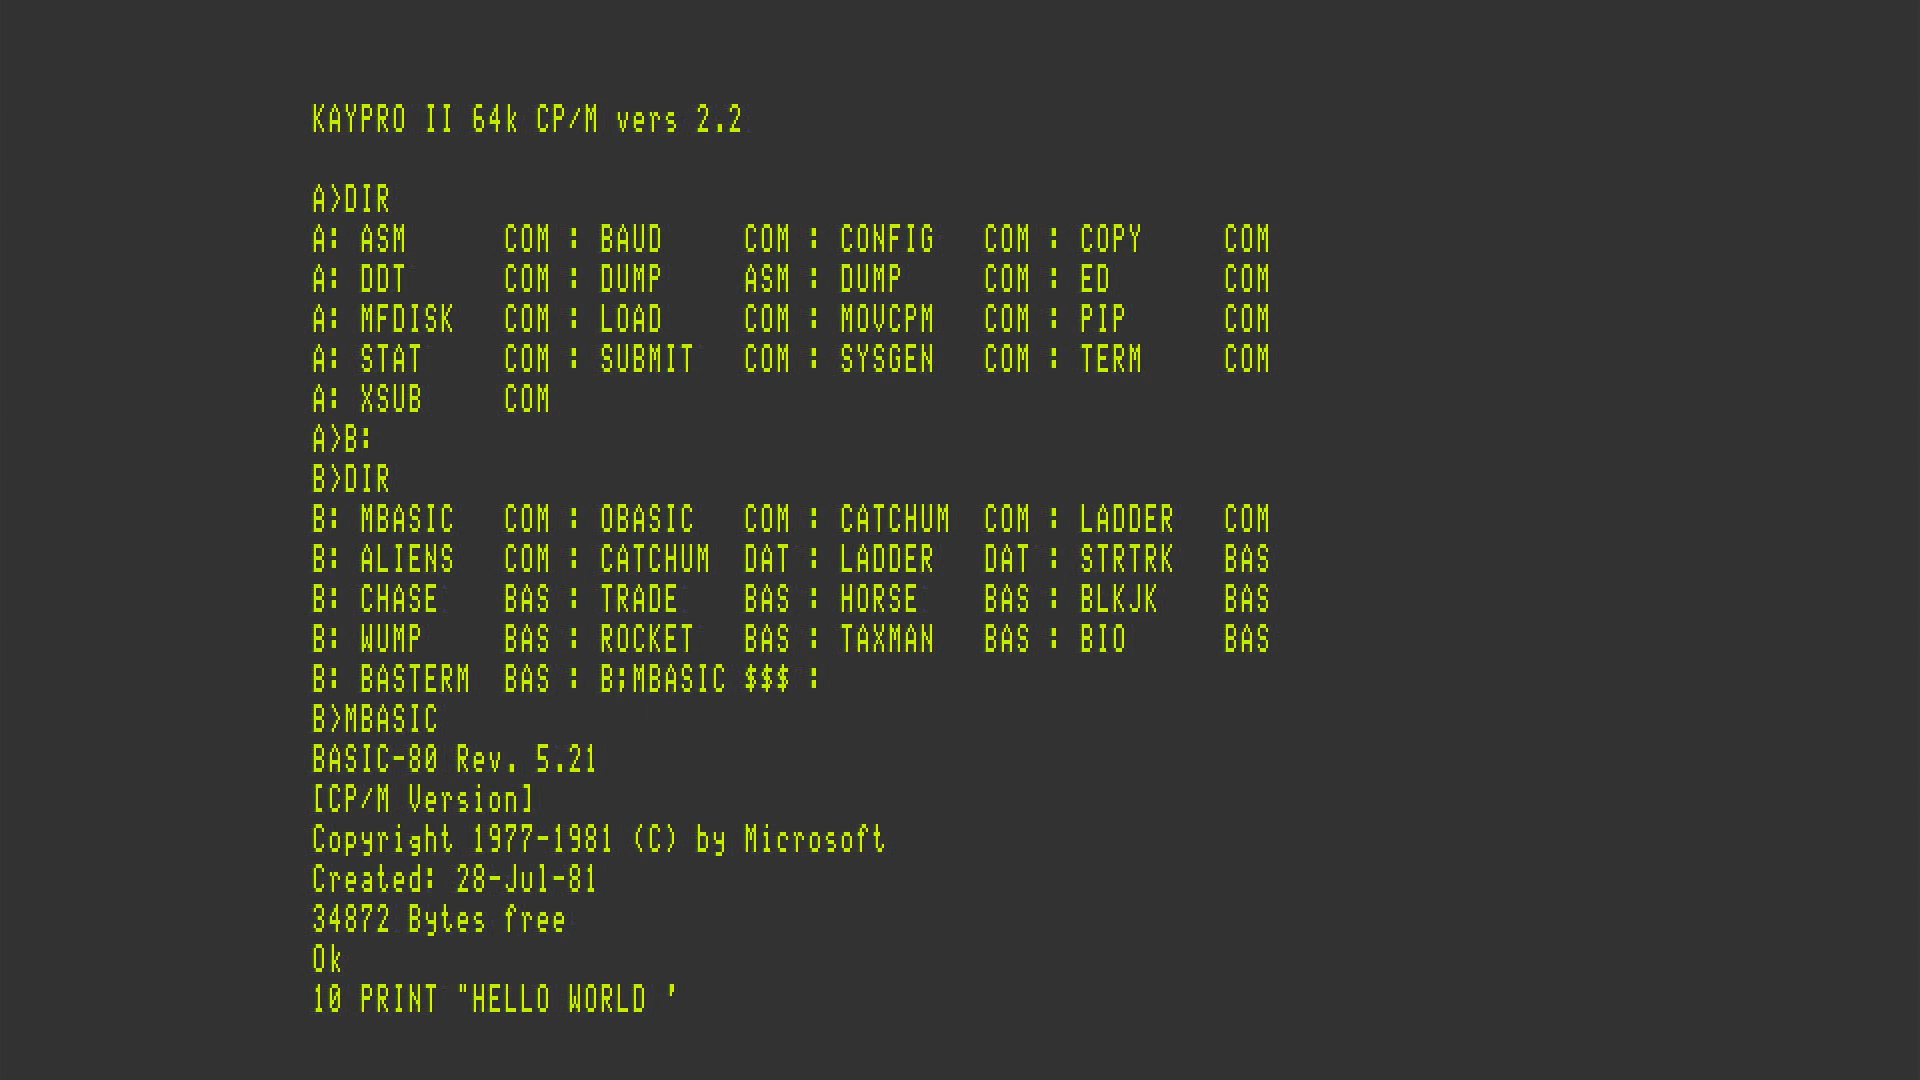 KAYPRO II 64k CP/M vers 2.2
A>DIR
A: ASM      COM : BAUD     COM : CONFIG   COM : COPY     COM
A: DDT      COM : DUMP     ASM : DUMP     COM : ED       COM
A: MFDISK   COM : LOAD     COM : MOVCPM   COM : PIP      COM
A: STAT     COM : SUBMIT   COM : SYSGEN   COM : TERM     COM
A: XSUB     COM
A>B:
B>DIR
B: MBASIC   COM : OBASIC   COM : CATCHUM  COM : LADDER   COM
B: ALIENS   COM : CATCHUM  DAT : LADDER   DAT : STRTRK   BAS
B: CHASE    BAS : TRADE    BAS : HORSE    BAS : BLKJK    BAS
B: WUMP     BAS : ROCKET   BAS : TAXMAN   BAS : BIO      BAS
B: BASTERM  BAS : B;MBASIC $$$ :
B>MBASIC
BASIC-80 Rev. 5.21
[CP/M Version]
Copyright 1977-1981 (C) by Microsoft
Created: 28-Jul-81
34872 Bytes free
Ok
10 PRINT "HELLO WORLD '